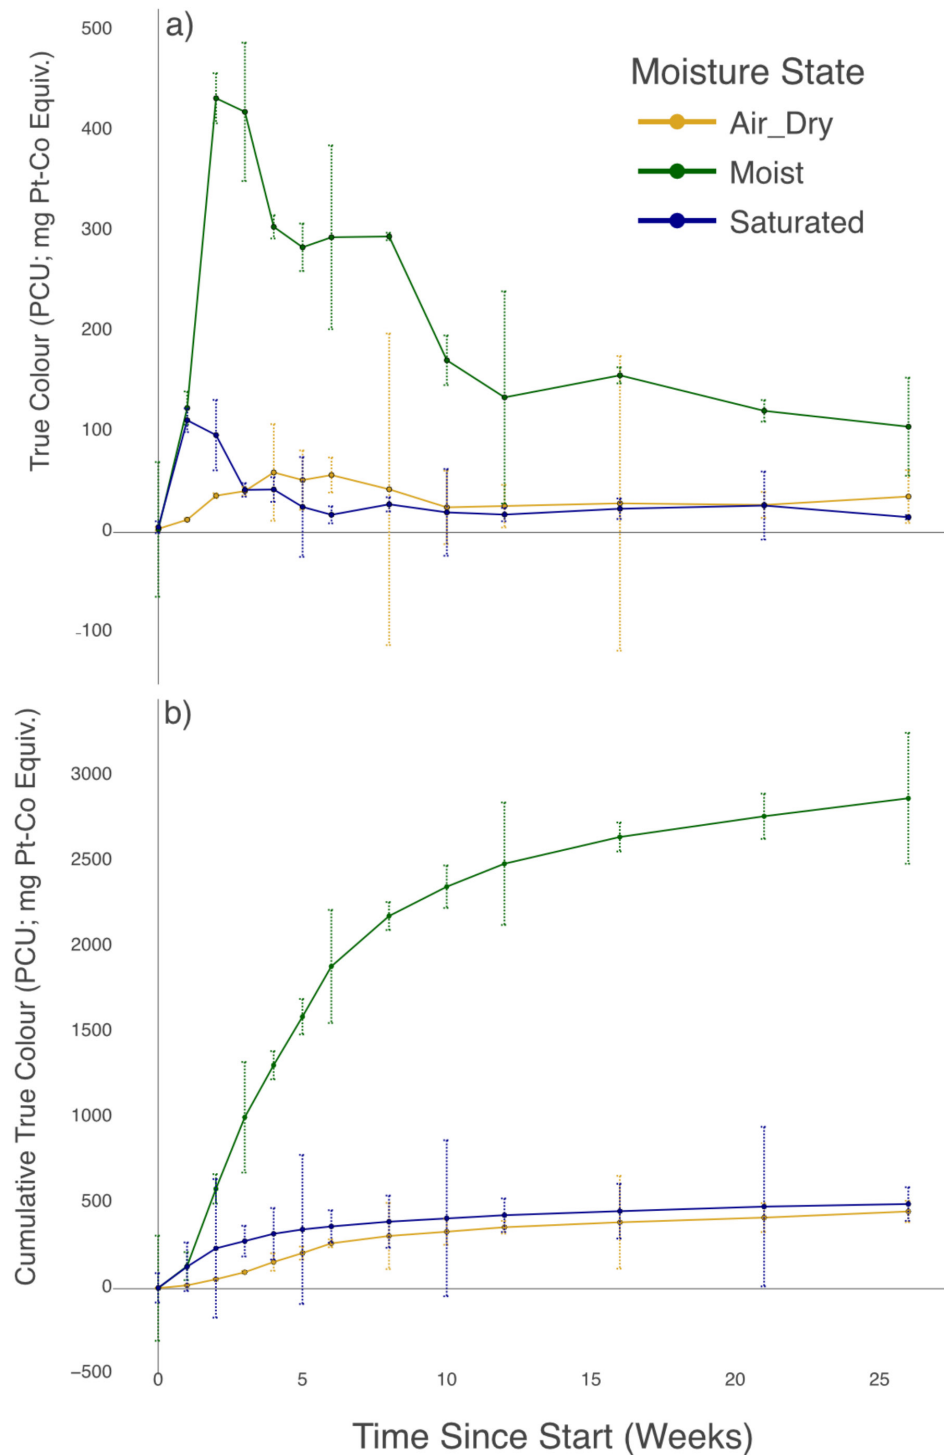 a)
True Colour (PCU; mg Pt-Co Equiv.)
500
400
300
200
100
0
-100
Moisture State
Air_Dry
Moist
Saturated
b)
Cumulative True Colour (PCU; mg Pt-Co Equiv.)
3000
2500
2000
1500
1000
500
0
−500
0 5 10 15 20 25
Time Since Start (Weeks)